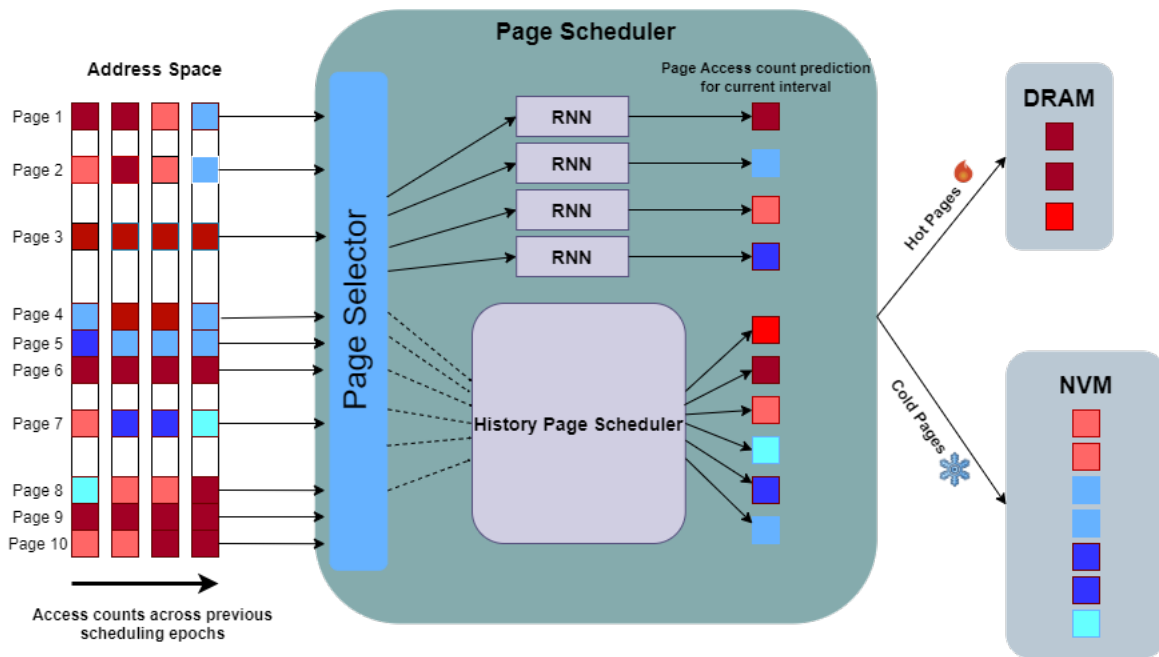 Page Scheduler
Address Space
Page 1
Page 2
Page 3
Page 4
Page 5
Page 6
Page 7
Page 8
Page 9
Page 10
Access counts across previous
scheduling epochs
Page Selector
RNN
RNN
RNN
RNN
History Page Scheduler
Page Access count prediction
for current interval
Hot Pages
Cold Pages
DRAM
NVM